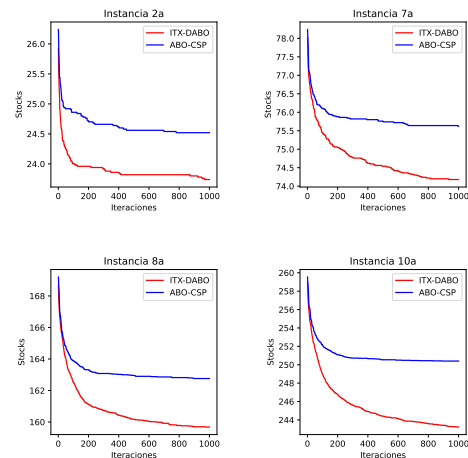 Instancia 2a
26.0
25.5
25.0
24.5
24.0
Stocks
ITX-DABO
ABO-CSP
0 200 400 600 800 1000
Iteraciones
Instancia 7a
78.0
77.5
77.0
76.5
76.0
75.5
75.0
74.5
74.0
Stocks
ITX-DABO
ABO-CSP
0 200 400 600 800 1000
Iteraciones
Instancia 8a
168
166
164
162
160
Stocks
ITX-DABO
ABO-CSP
0 200 400 600 800 1000
Iteraciones
Instancia 10a
260
258
256
254
252
250
248
246
244
Stocks
ITX-DABO
ABO-CSP
0 200 400 600 800 1000
Iteraciones